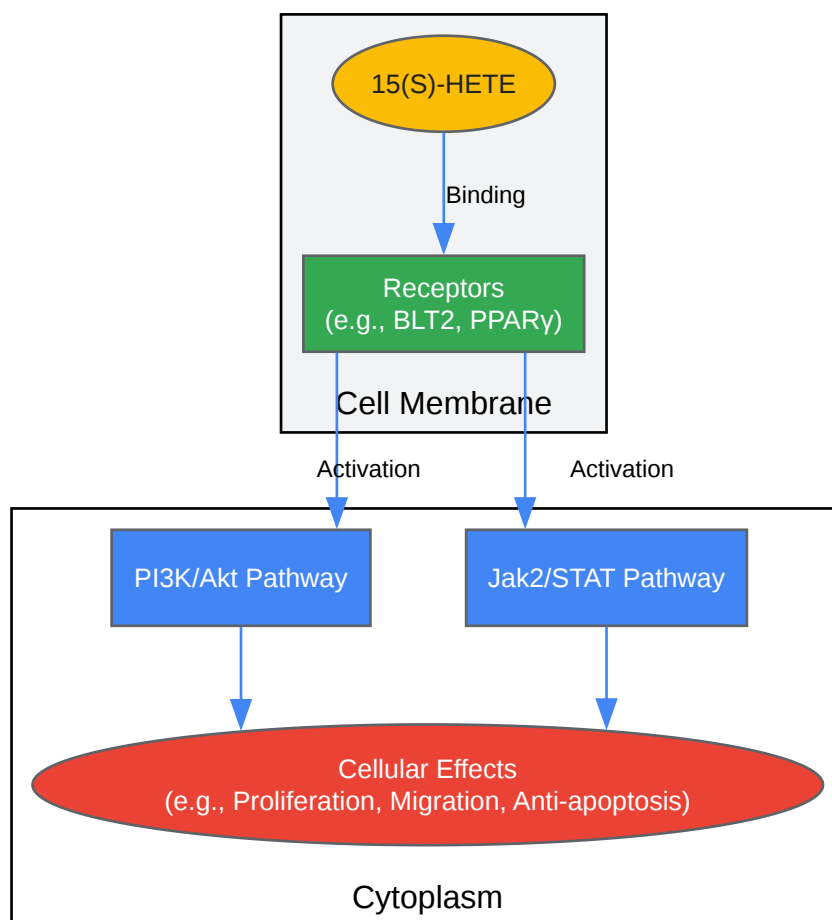 15(S)-HETE
Binding
Receptors
(e.g., BLT2, PPARγ)
Cell Membrane
Activation
Activation
PI3K/Akt Pathway
Jak2/STAT Pathway
Cellular Effects
(e.g., Proliferation, Migration, Anti-apoptosis)
Cytoplasm